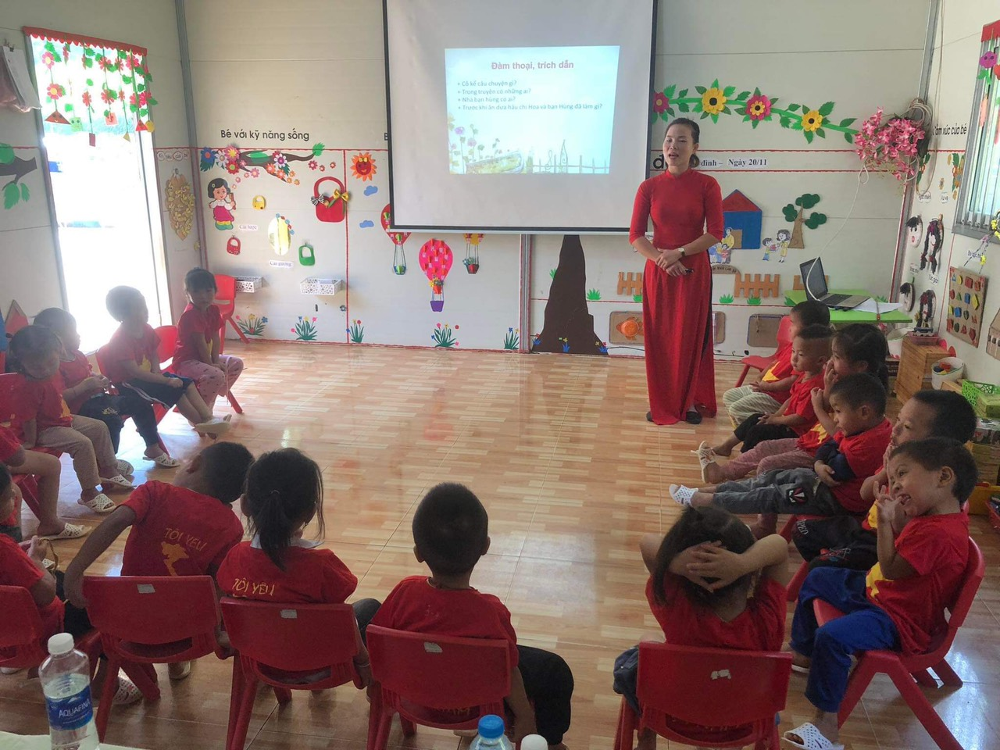 Đàm thoại, trích dẫn
+ Cô kể câu chuyện gì?
+ Trong truyện có những ai?
+ Nhà bạn hùng có ai?
+ Trước khi ăn dưa hấu chị Hoa và bạn Hùng đã làm gì?
Bé với kỹ năng sống
B
đ
đình – Ngày 20/11
xúc của bé
TÔI YÊU
TÔI YÊU
AQUAFINA